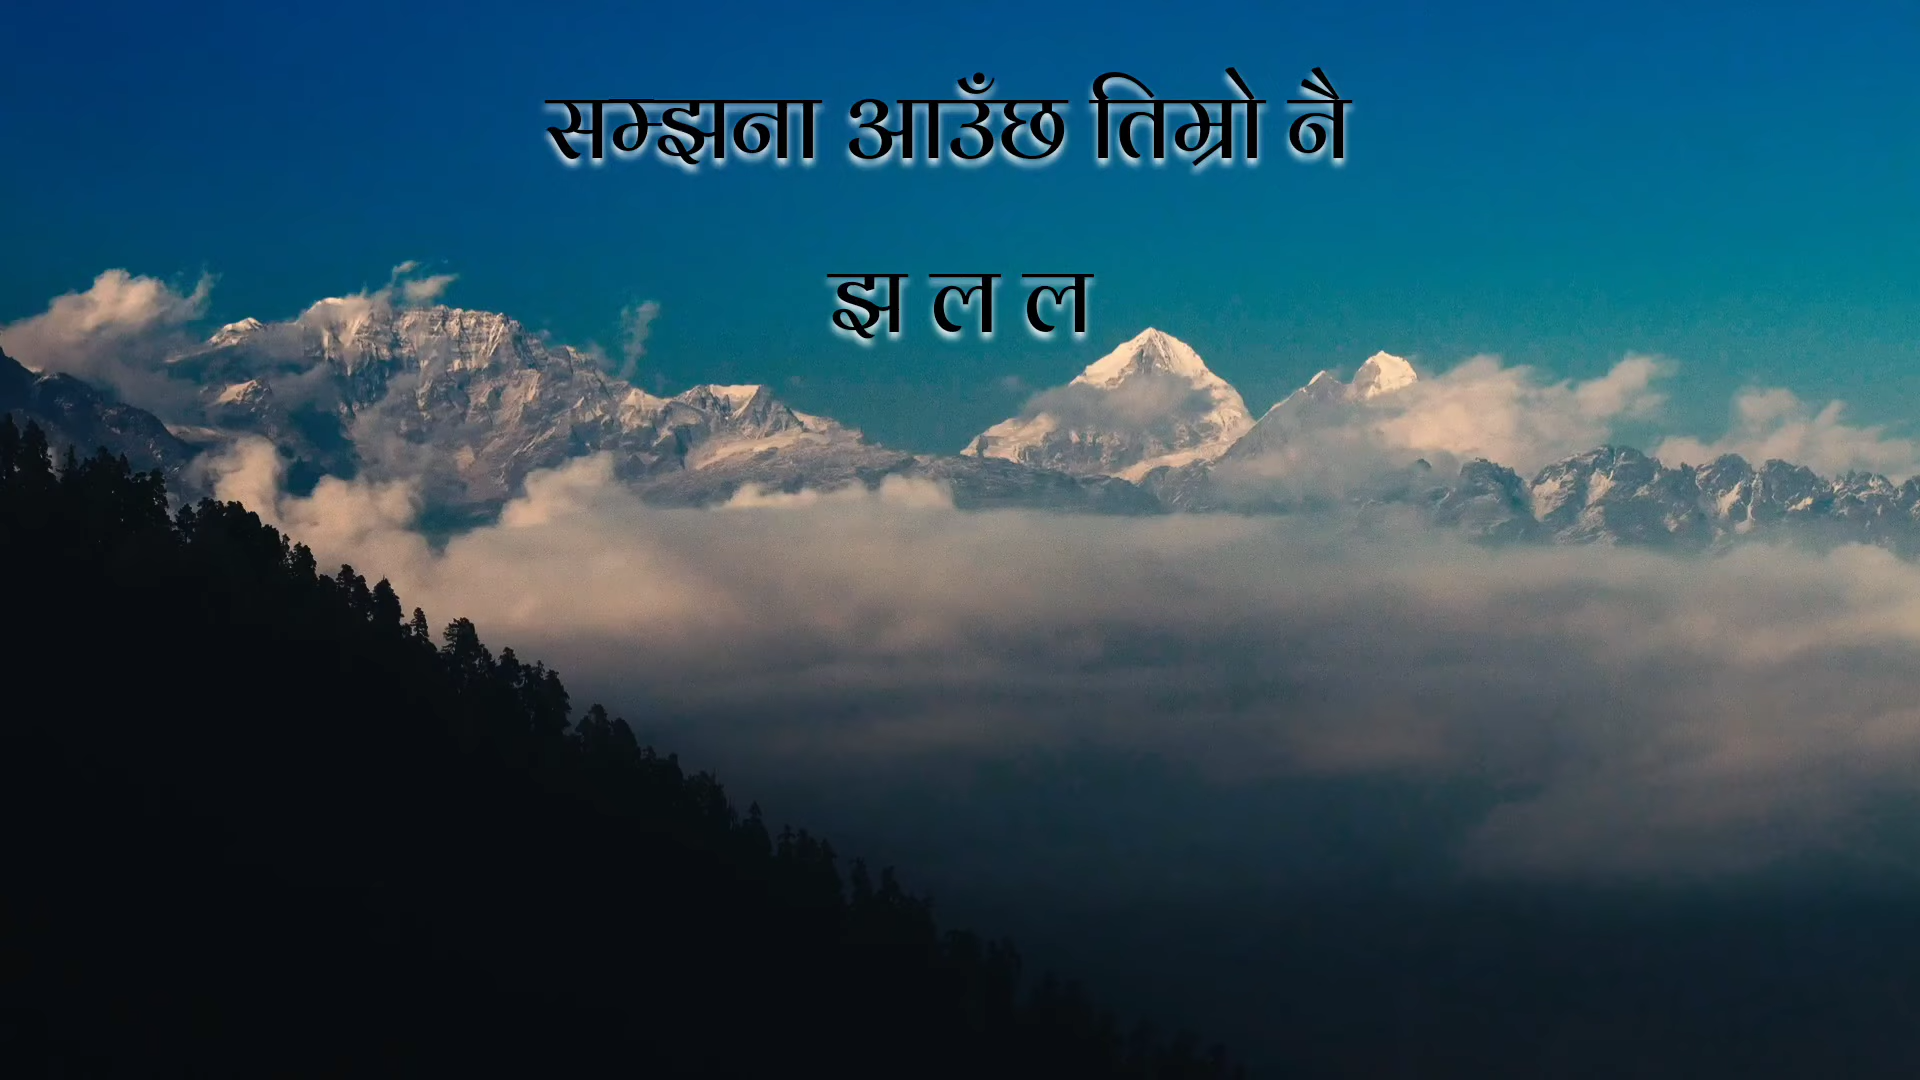 सम्झना आउँछ तिम्रो नै
झ ल ल